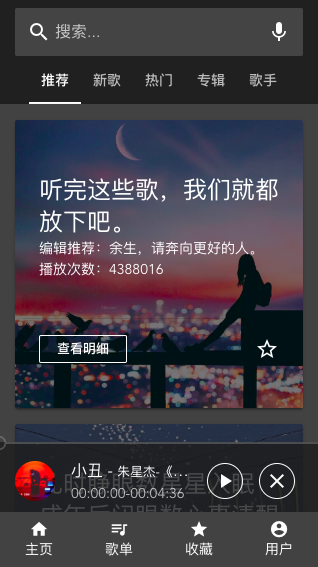 搜索...
推荐 新歌 热门 专辑 歌手
听完这些歌，我们就都
放下吧。
编辑推荐：余生，请奔向更好的人。
播放次数：4388016
查看明细
小丑 - 朱星杰-《...
00:00:00-00:04:36
主页 歌单 收藏 用户